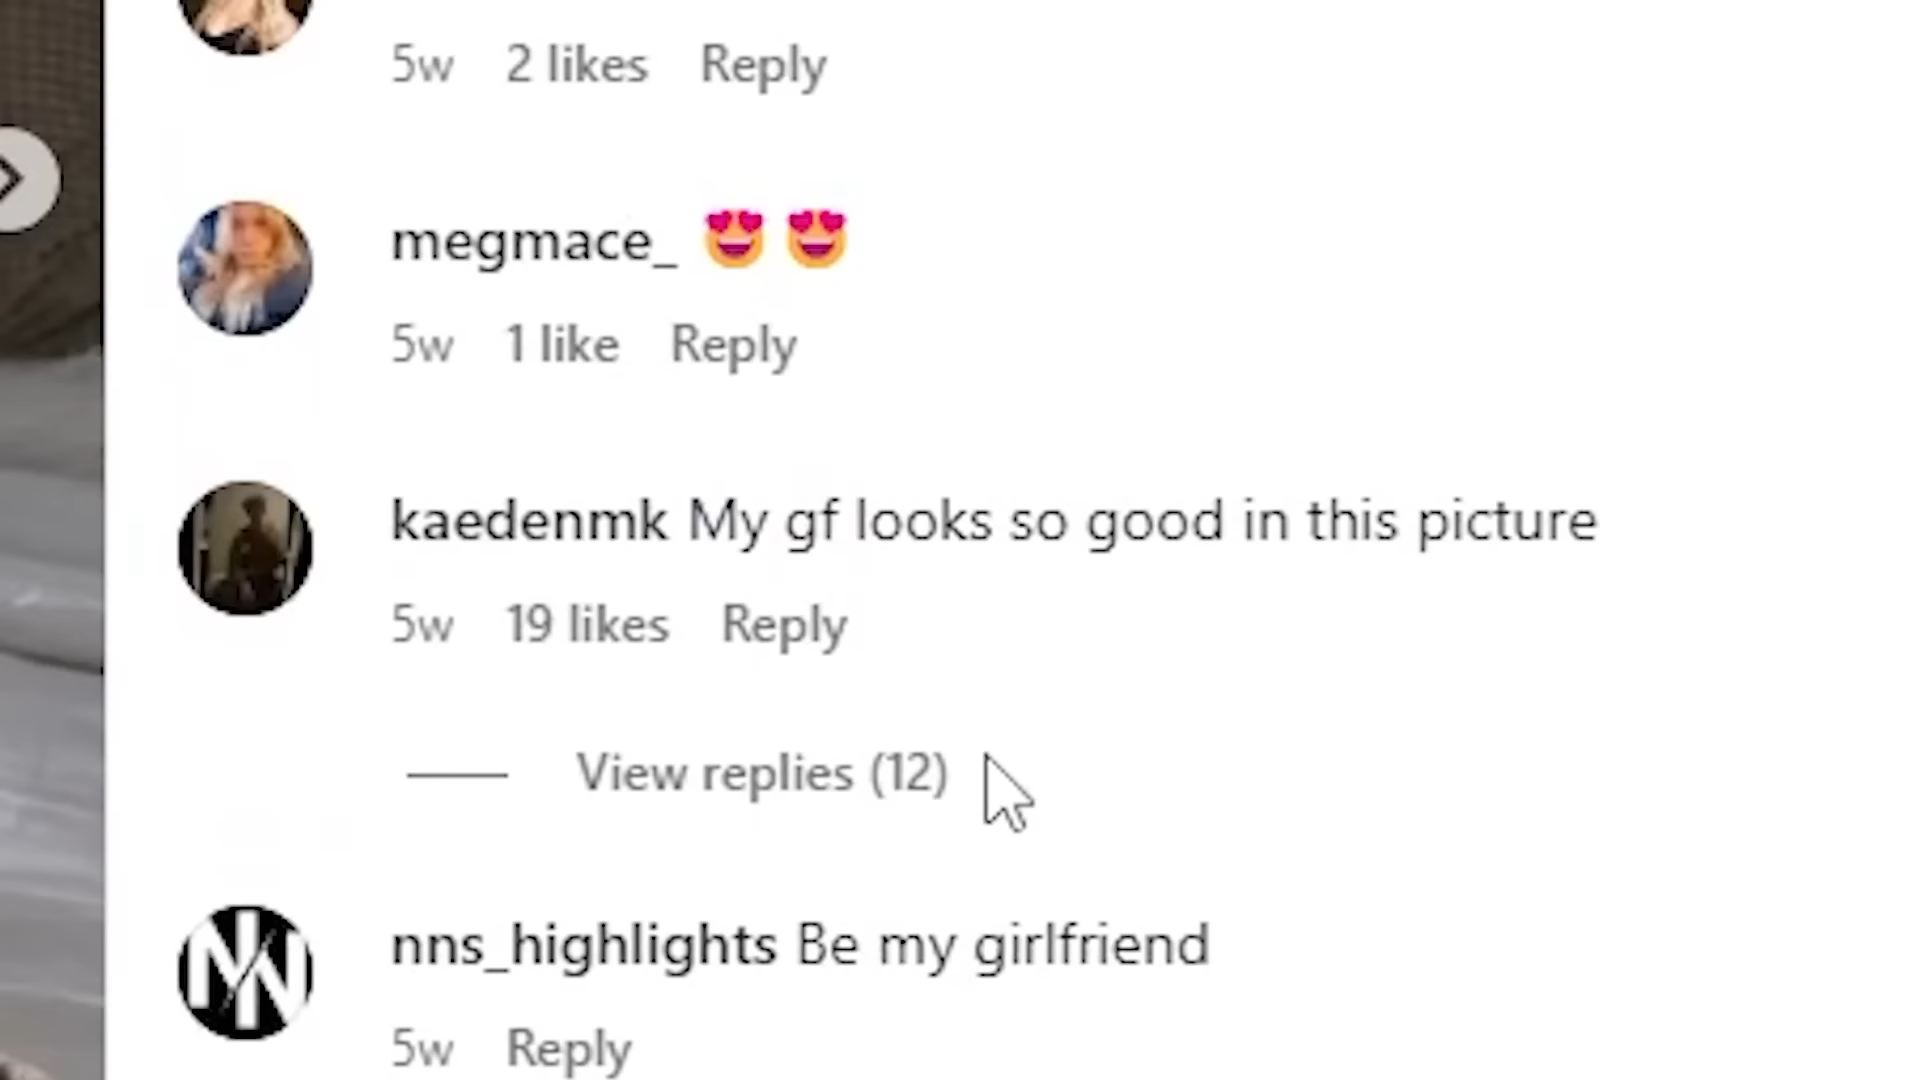 5w 2 likes Reply
megmace_ 😍 😍
5w 1 like Reply
kaedenmk My gf looks so good in this picture
5w 19 likes Reply
View replies (12)
nns_highlights Be my girlfriend
5w Reply